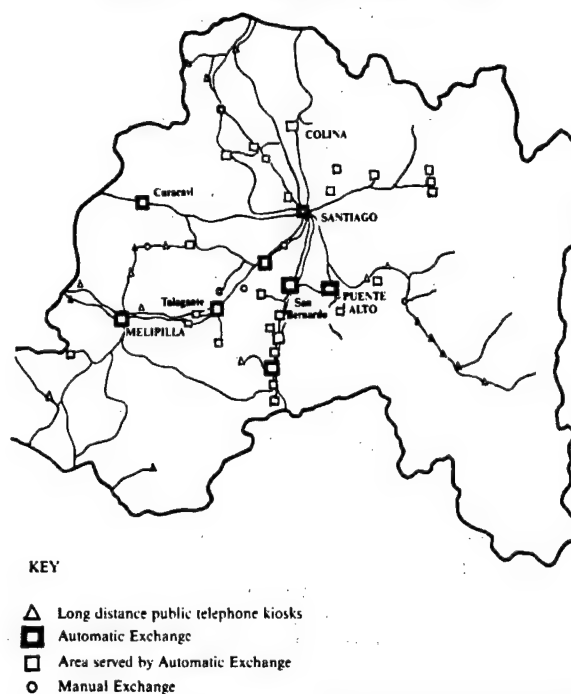 COLINA
Curacavi
SANTIAGO
Talagante
San
Bernardo
PUENTE
ALTO
MELIPILLA
KEY
Long distance public telephone kiosks
Automatic Exchange
Area served by Automatic Exchange
Manual Exchange